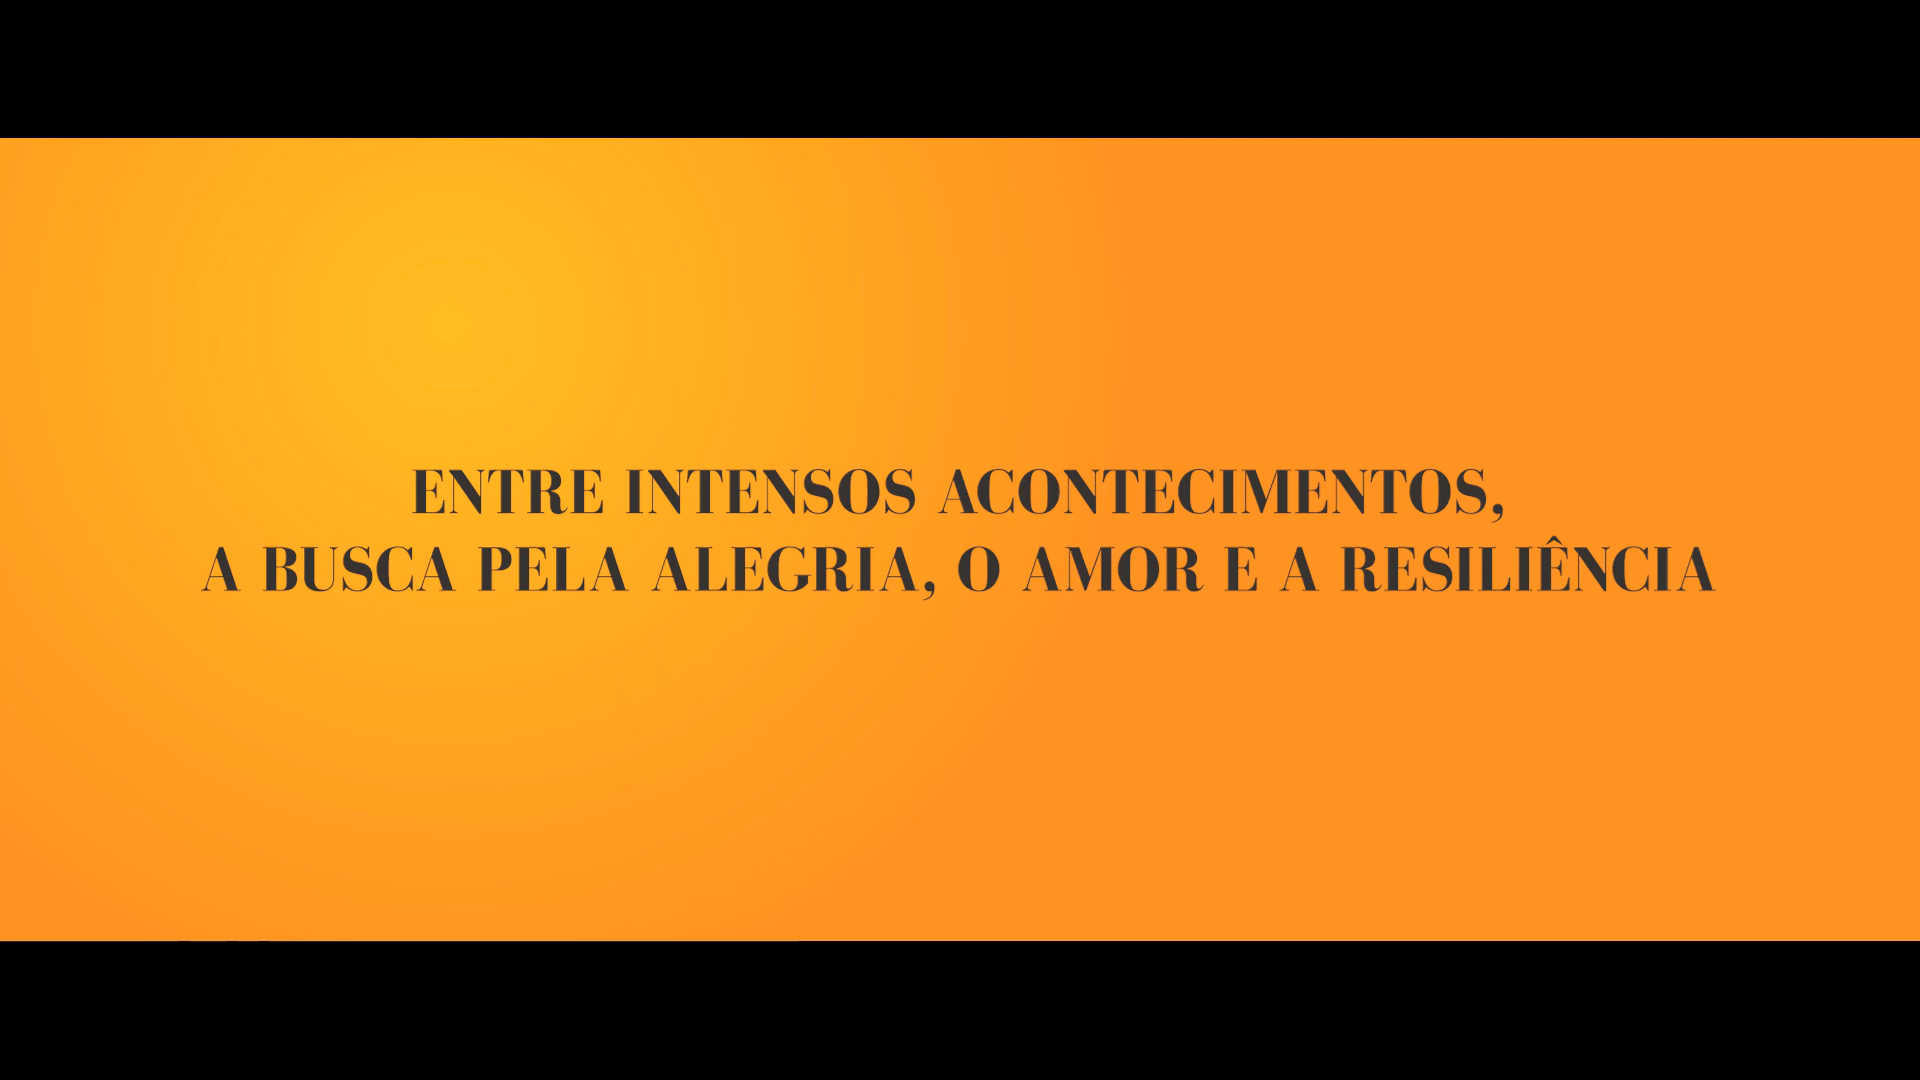 ENTRE INTENSOS ACONTECIMENTOS,
A BUSCA PELA ALEGRIA, O AMOR E A RESILIÊNCIA